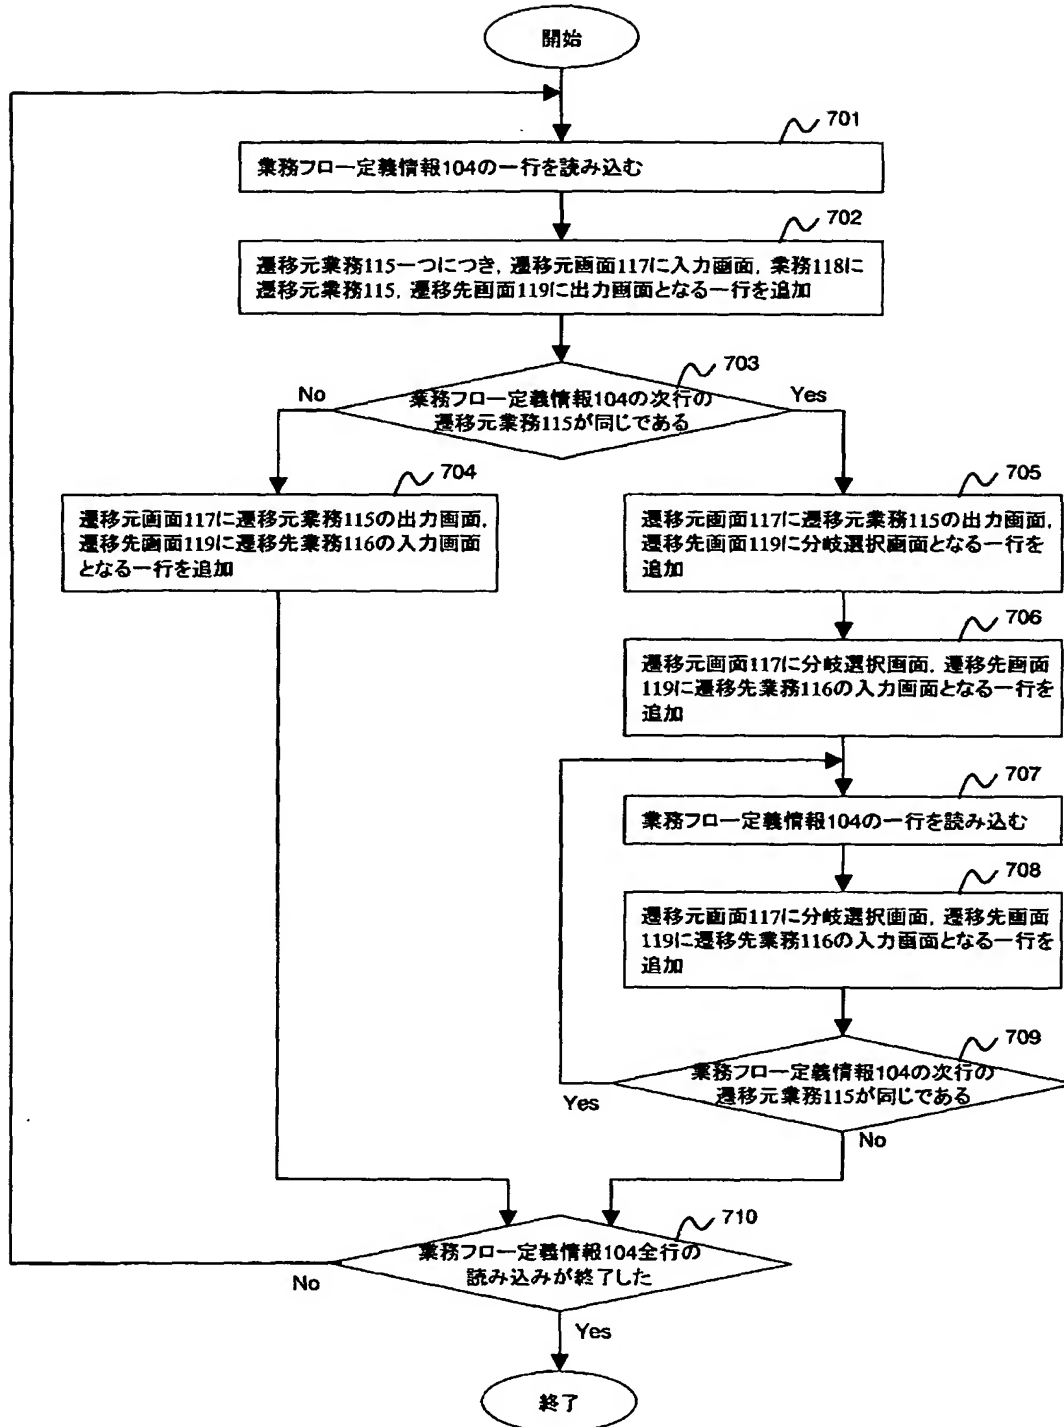 開始
701
業務フロー定義情報104の一行を読み込む
702
遷移元業務115一つにつき，遷移元画面117に入力画面，業務118に
遷移元業務115，遷移先画面119に出力画面となる一行を追加
703
No
Yes
業務フロー定義情報104の次行の
遷移元業務115が同じである
704
遷移元画面117に遷移元業務115の出力画面，
遷移先画面119に遷移先業務116の入力画面
となる一行を追加
705
遷移元画面117に遷移元業務115の出力画面，
遷移先画面119に分岐選択画面となる一行を
追加
706
遷移元画面117に分岐選択画面，遷移先画面
119に遷移先業務116の入力画面となる一行を
追加
707
業務フロー定義情報104の一行を読み込む
708
遷移元画面117に分岐選択画面，遷移先画面
119に遷移先業務116の入力画面となる一行を
追加
709
業務フロー定義情報104の次行の
遷移元業務115が同じである
Yes
No
710
業務フロー定義情報104全行の
読み込みが終了した
No
Yes
終了